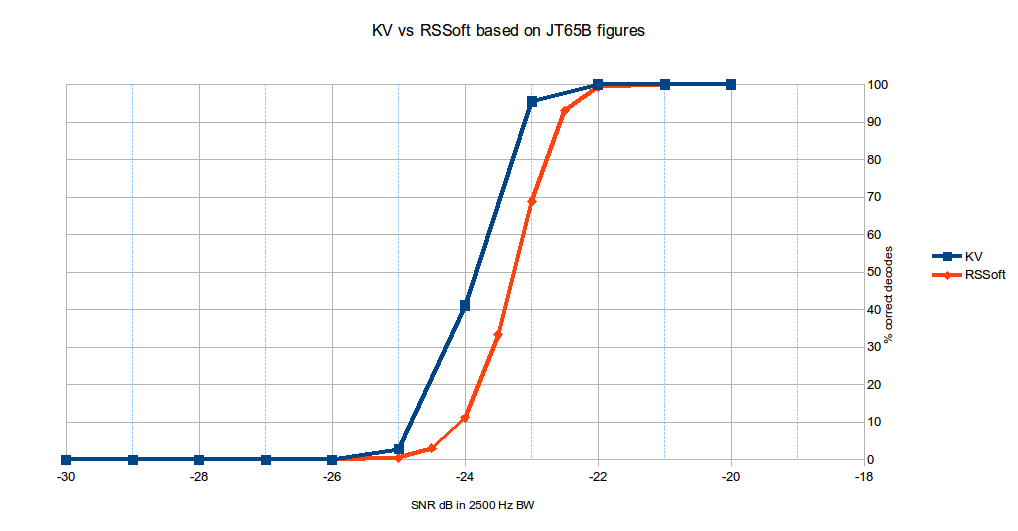 KV vs RSSoft based on JT65B figures
100
90
80
70
60
50
40
30
20
10
0
% correct decodes
KV
RSSoft
-30 -28 -26 -24 -22 -20 -18
SNR dB in 2500 Hz BW